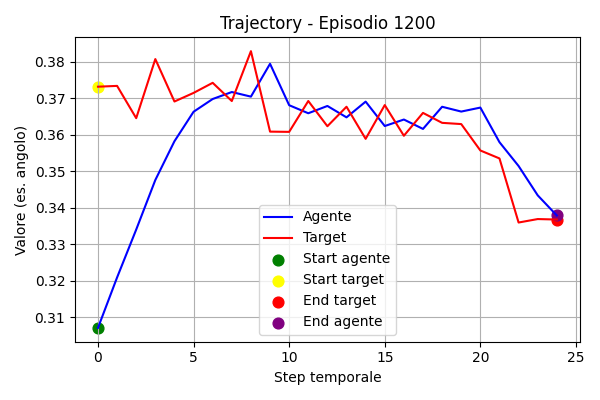 Trajectory - Episodio 1200
Valore (es. angolo)
0.38
0.37
0.36
0.35
0.34
0.33
0.32
0.31
Agente
Target
Start agente
Start target
End target
End agente
0 5 10 15 20 25
Step temporale